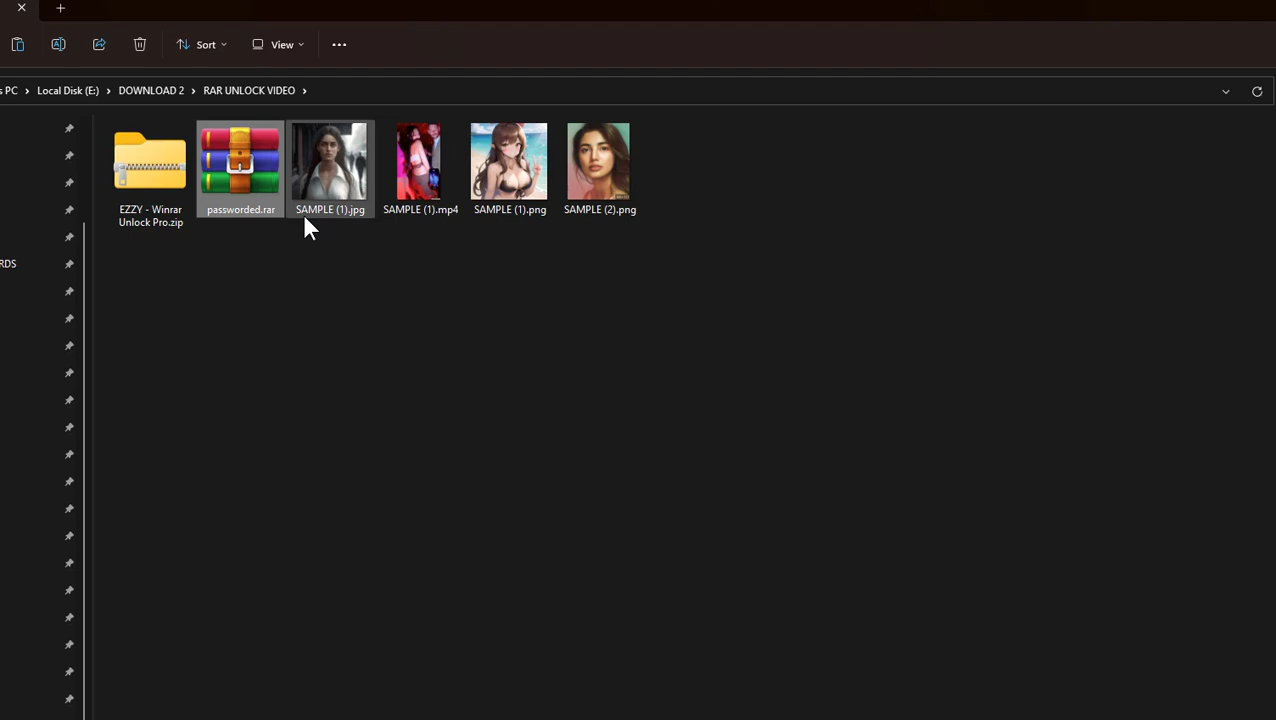 Sort
View
s PC
Local Disk (E:)
DOWNLOAD 2
RAR UNLOCK VIDEO
EZZY - Winrar
Unlock Pro.zip
passworded.rar
SAMPLE (1).jpg
SAMPLE (1).mp4
SAMPLE (1).png
SAMPLE (2).png
RDS